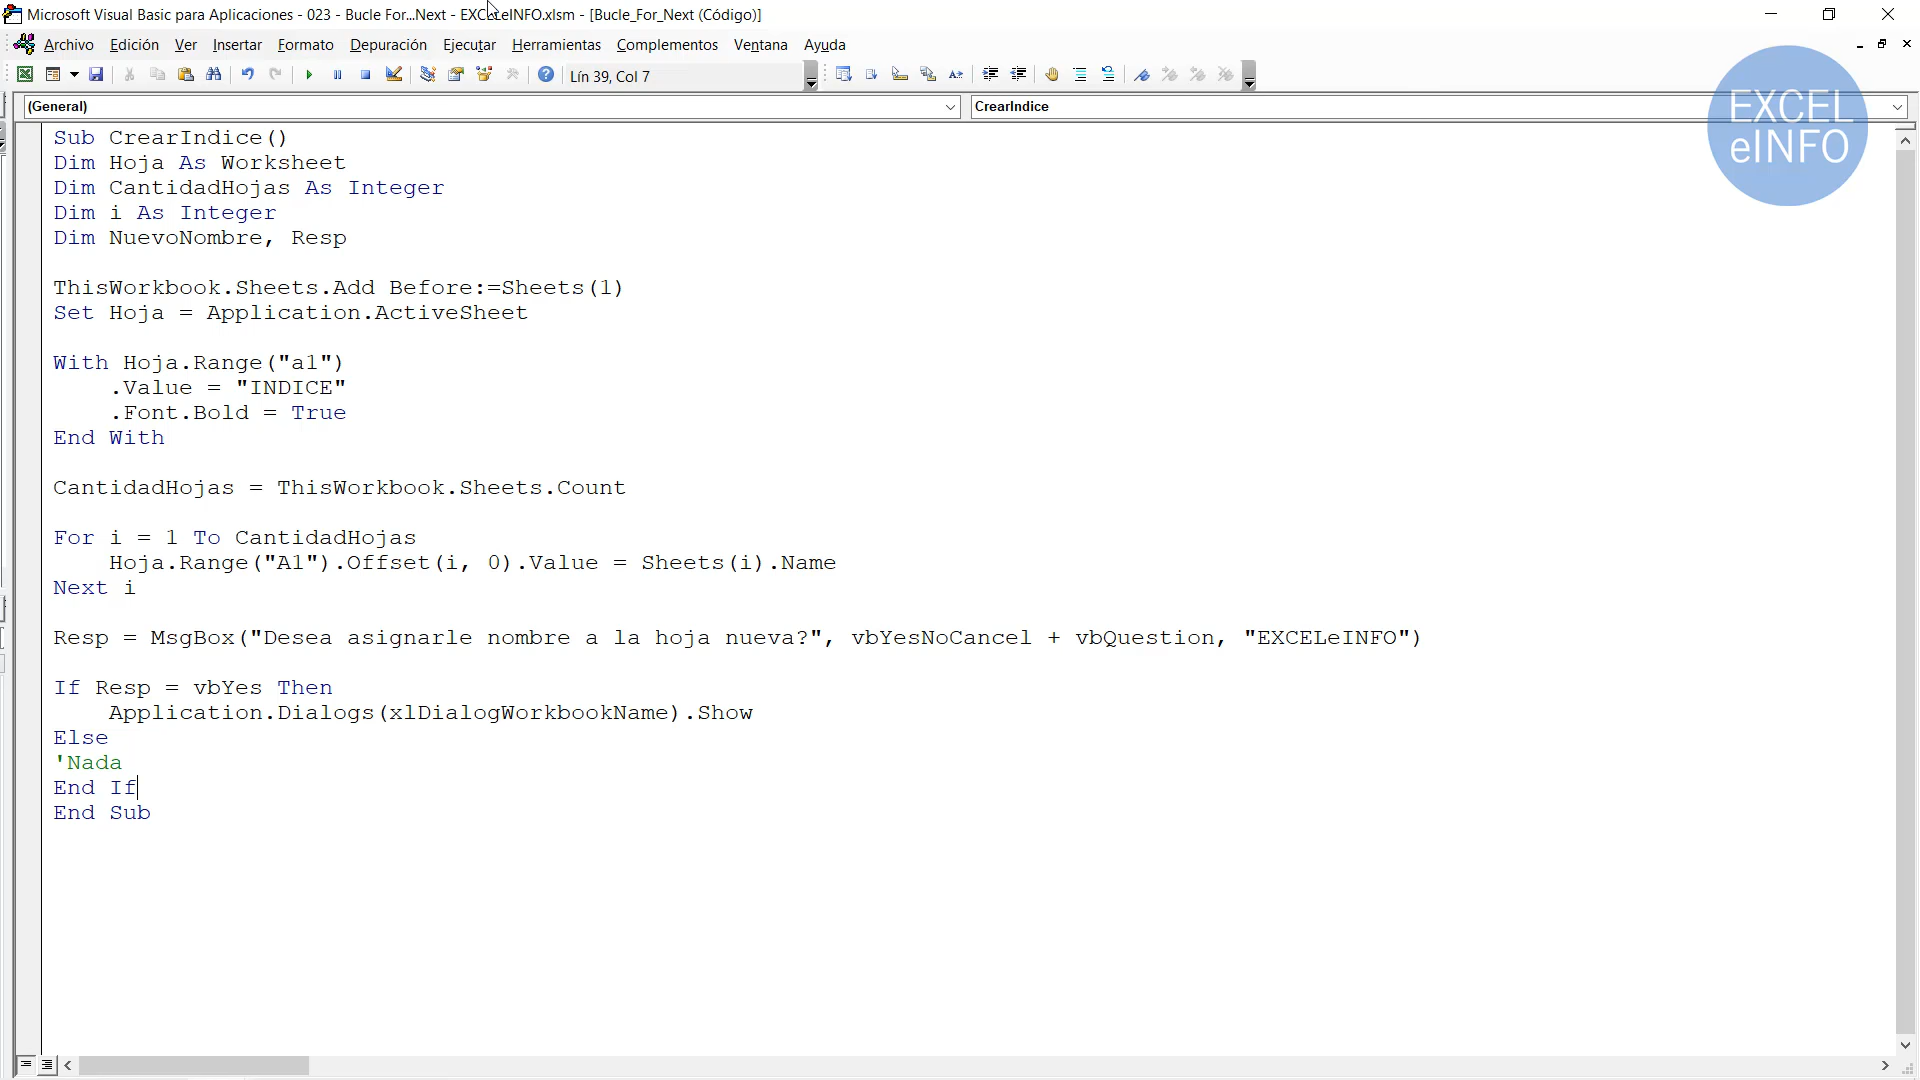 Microsoft Visual Basic para Aplicaciones - 023 - Bucle For...Next - EXCELeINFO.xlsm - [Bucle_For_Next (Código)]
Archivo Edición Ver Insertar Formato Depuración Ejecutar Herramientas Complementos Ventana Ayuda
Lín 39, Col 7
(General) CrearIndice
EXCEL
eINFO
Sub CrearIndice()
Dim Hoja As Worksheet
Dim CantidadHojas As Integer
Dim i As Integer
Dim NuevoNombre, Resp
ThisWorkbook.Sheets.Add Before:=Sheets(1)
Set Hoja = Application.ActiveSheet
With Hoja.Range("a1")
    .Value = "INDICE"
    .Font.Bold = True
End With
CantidadHojas = ThisWorkbook.Sheets.Count
For i = 1 To CantidadHojas
    Hoja.Range("A1").Offset(i, 0).Value = Sheets(i).Name
Next i
Resp = MsgBox("Desea asignarle nombre a la hoja nueva?", vbYesNoCancel + vbQuestion, "EXCELeINFO")
If Resp = vbYes Then
    Application.Dialogs(xlDialogWorkbookName).Show
Else
'Nada
End If
End Sub